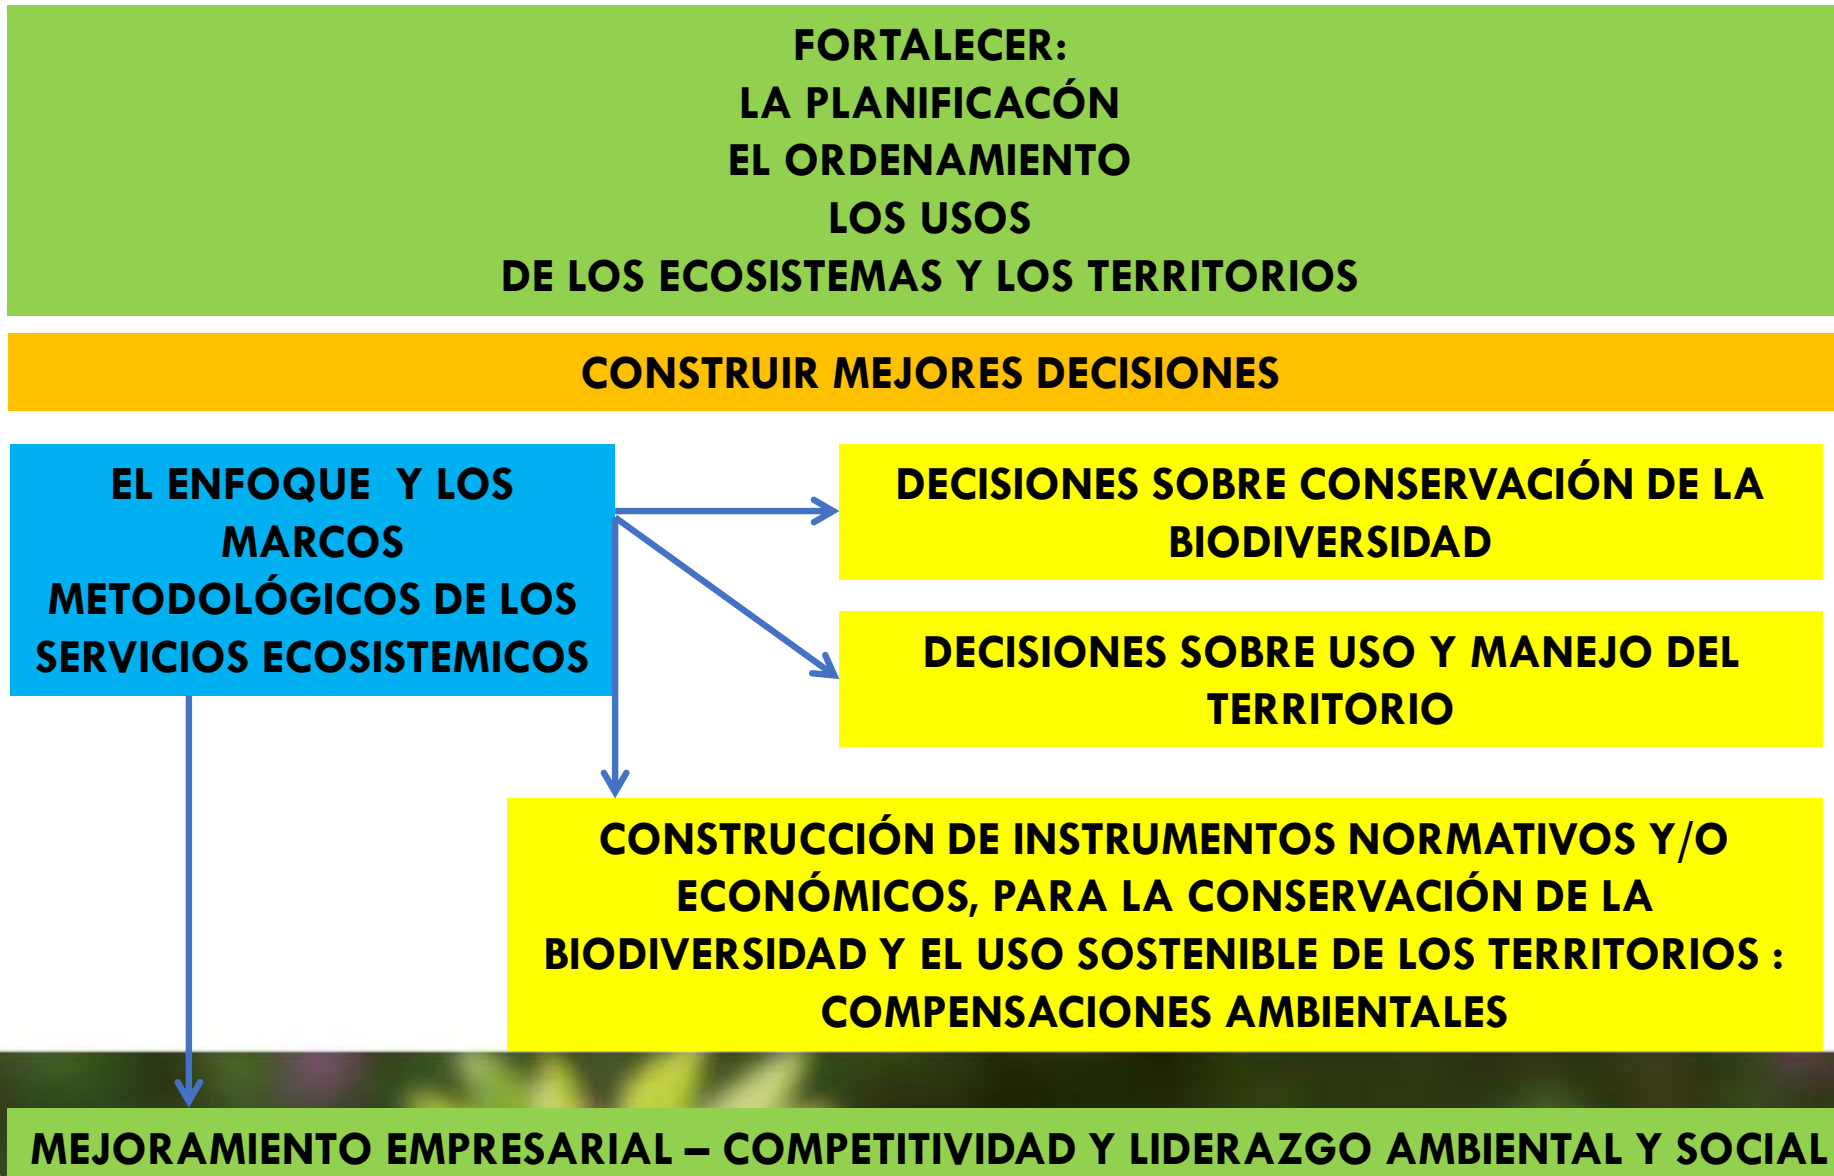 FORTALECER:
LA PLANIFICACÓN
EL ORDENAMIENTO
LOS USOS
DE LOS ECOSISTEMAS Y LOS TERRITORIOS
CONSTRUIR MEJORES DECISIONES
EL ENFOQUE Y LOS
MARCOS
METODOLÓGICOS DE LOS
SERVICIOS ECOSISTEMICOS
DECISIONES SOBRE CONSERVACIÓN DE LA
BIODIVERSIDAD
DECISIONES SOBRE USO Y MANEJO DEL
TERRITORIO
CONSTRUCCIÓN DE INSTRUMENTOS NORMATIVOS Y/O
ECONÓMICOS, PARA LA CONSERVACIÓN DE LA
BIODIVERSIDAD Y EL USO SOSTENIBLE DE LOS TERRITORIOS :
COMPENSACIONES AMBIENTALES
MEJORAMIENTO EMPRESARIAL – COMPETITIVIDAD Y LIDERAZGO AMBIENTAL Y SOCIAL